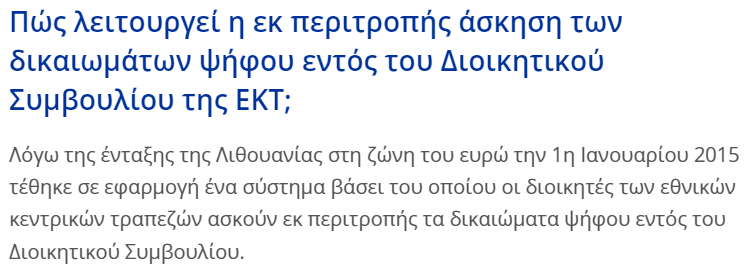 Πώς λειτουργεί η εκ περιτροπής άσκηση των
δικαιωμάτων ψήφου εντός του Διοικητικού
Συμβουλίου της ΕΚΤ;
Λόγω της ένταξης της Λιθουανίας στη ζώνη του ευρώ την 1η Ιανουαρίου 2015
τέθηκε σε εφαρμογή ένα σύστημα βάσει του οποίου οι διοικητές των εθνικών
κεντρικών τραπεζών ασκούν εκ περιτροπής τα δικαιώματα ψήφου εντός του
Διοικητικού Συμβουλίου.